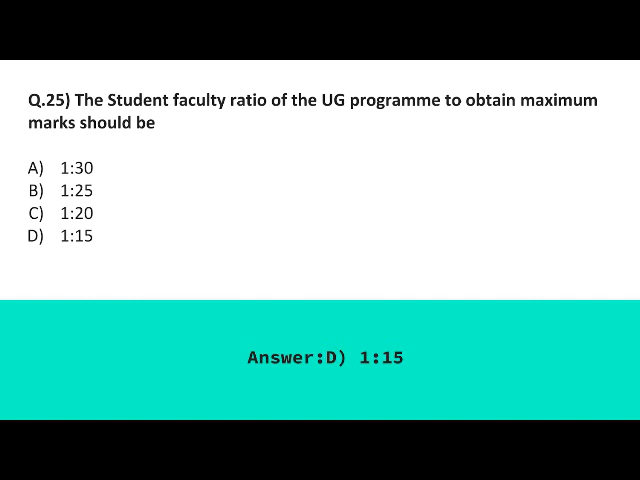 Q.25) The Student faculty ratio of the UG programme to obtain maximum
marks should be
A) 1:30
B) 1:25
C) 1:20
D) 1:15
Answer:D) 1:15